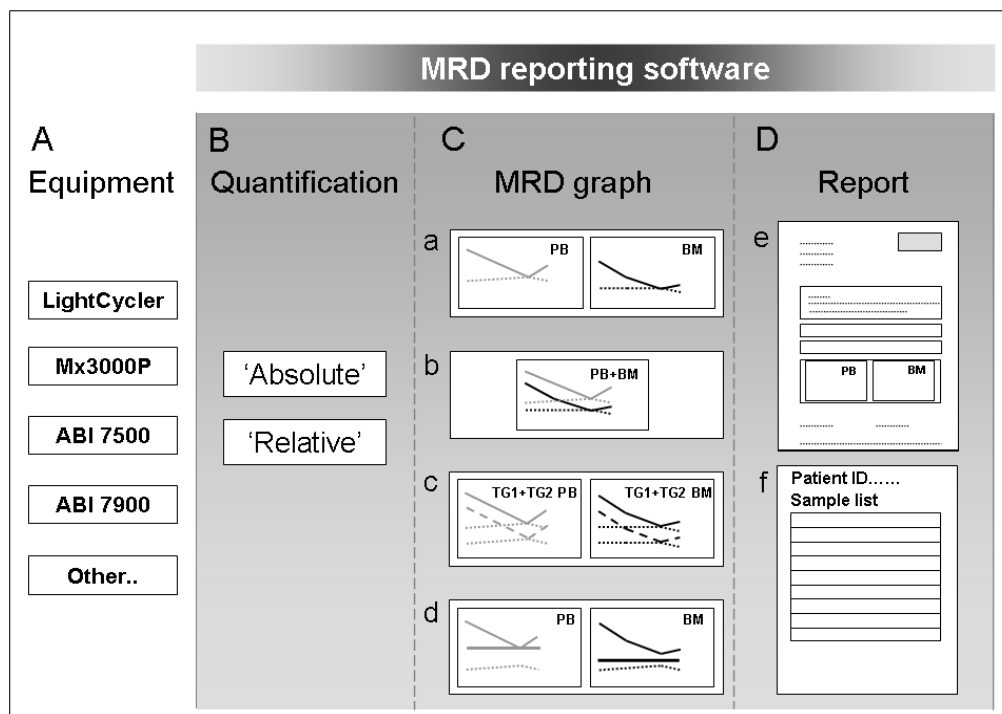 MRD reporting software
A
Equipment
LightCycler
Mx3000P
ABI 7500
ABI 7900
Other..
B
Quantification
‘Absolute’
‘Relative’
C
MRD graph
a
PB
BM
b
PB+BM
c
TG1+TG2 PB
TG1+TG2 BM
d
PB
BM
D
Report
e
PB
BM
f
Patient ID......
Sample list